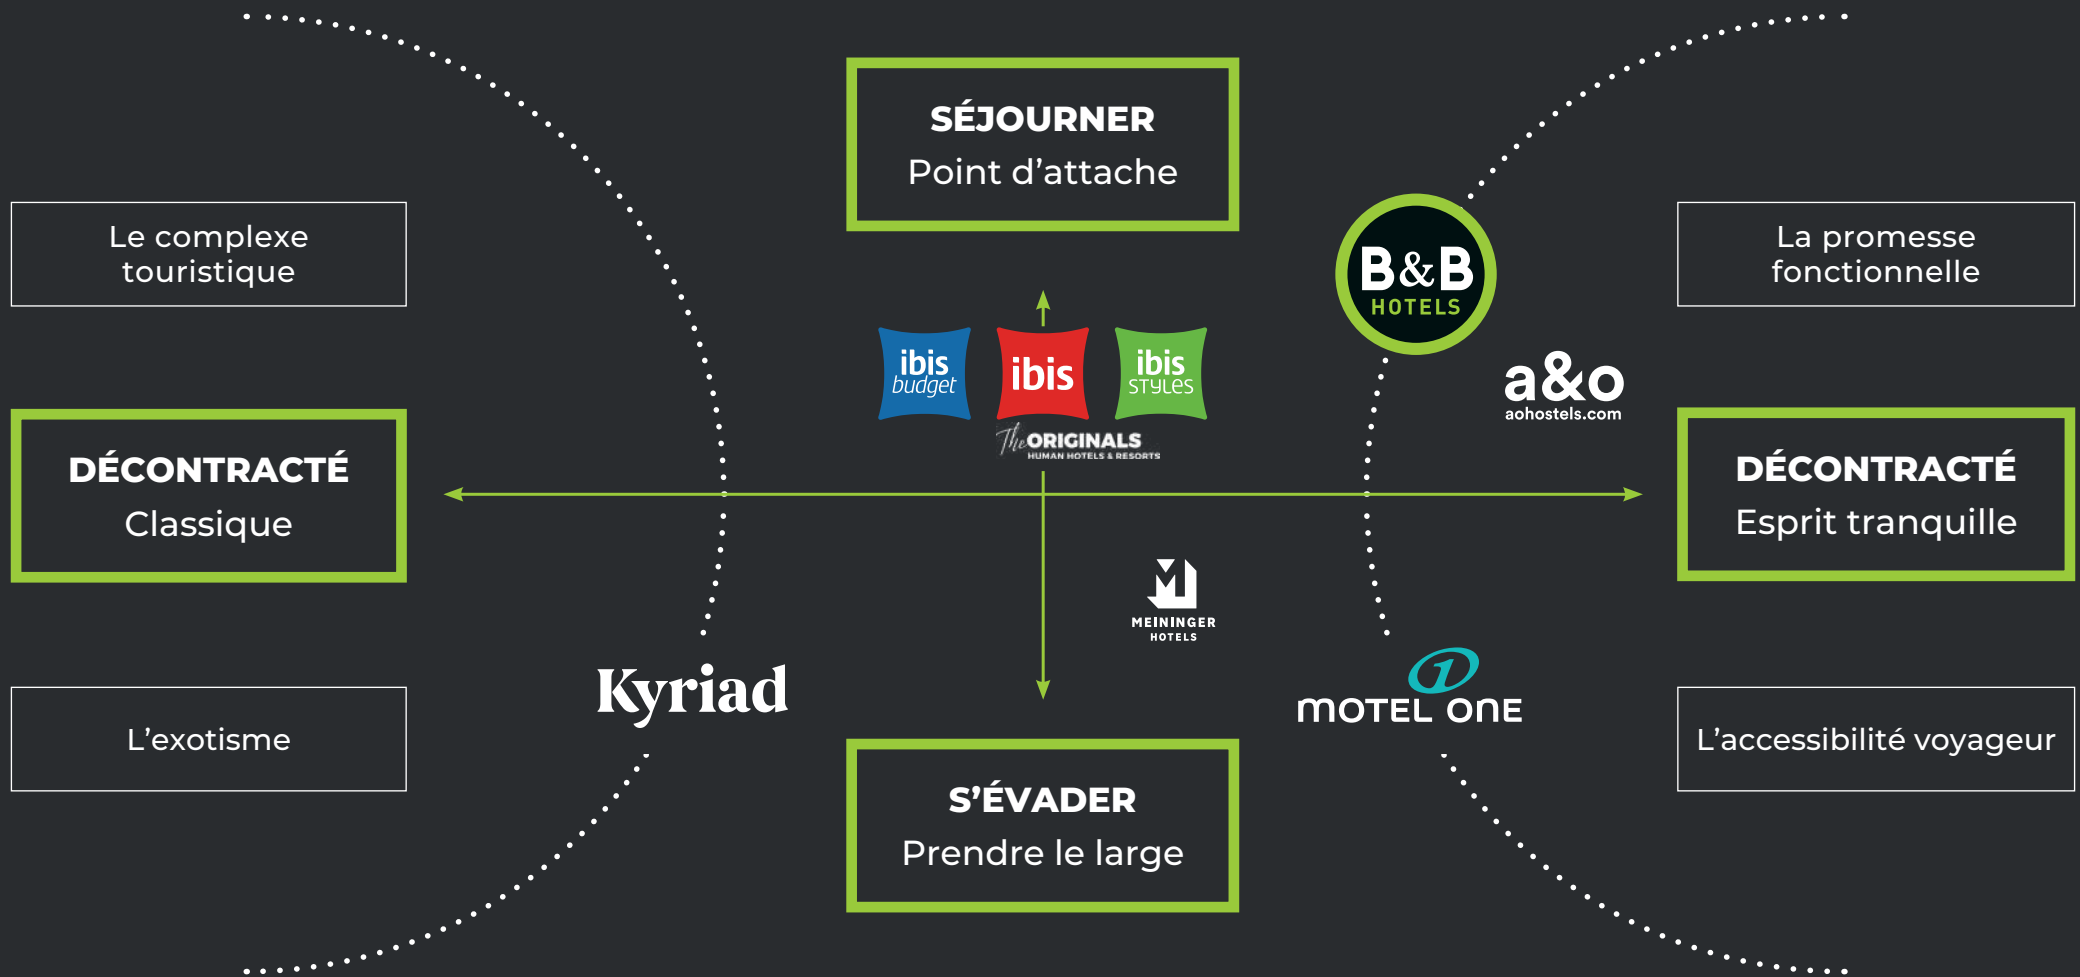 SÉJOURNER
Point d’attache
Le complexe
touristique
B&B
HOTELS
La promesse
fonctionnelle
ibis
budget
ibis
ibis
STYLES
The ORIGINALS
HUMAN HOTELS & RESORTS
a&o
aohostels.com
DÉCONTRACTÉ
Classique
DÉCONTRACTÉ
Esprit tranquille
MEININGER
HOTELS
Kyriad
MOTEL ONE
L’exotisme
L’accessibilité voyageur
S’ÉVADER
Prendre le large